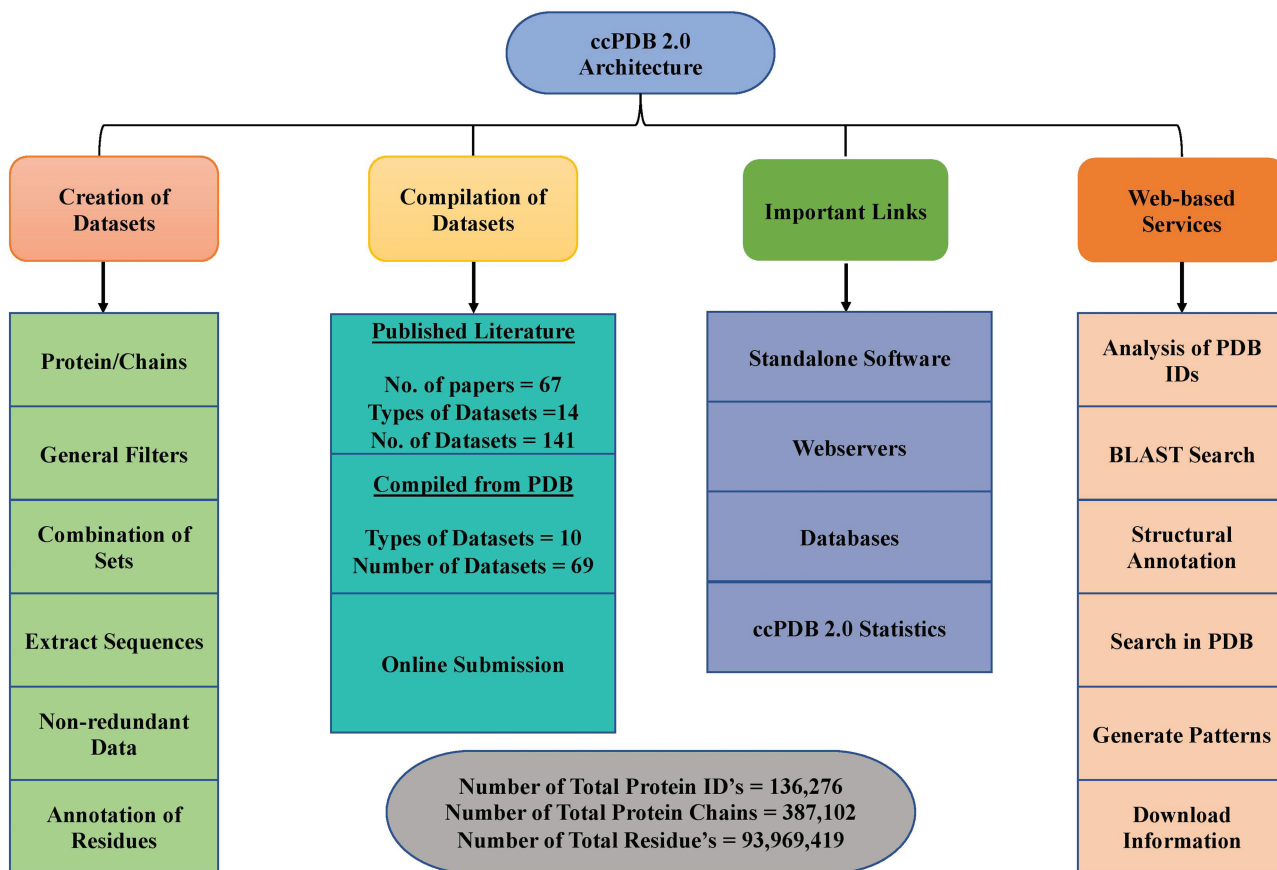 ccPDB 2.0
Architecture
Creation of
Datasets
Compilation of
Datasets
Important Links
Web-based
Services
Protein/Chains
General Filters
Combination of
Sets
Extract Sequences
Non-redundant
Data
Annotation of
Residues
Published Literature
No. of papers = 67
Types of Datasets =14
No. of Datasets = 141
Compiled from PDB
Types of Datasets = 10
Number of Datasets = 69
Online Submission
Standalone Software
Webservers
Databases
ccPDB 2.0 Statistics
Analysis of PDB
IDs
BLAST Search
Structural
Annotation
Search in PDB
Generate Patterns
Download
Information
Number of Total Protein ID's = 136,276
Number of Total Protein Chains = 387,102
Number of Total Residue's = 93,969,419